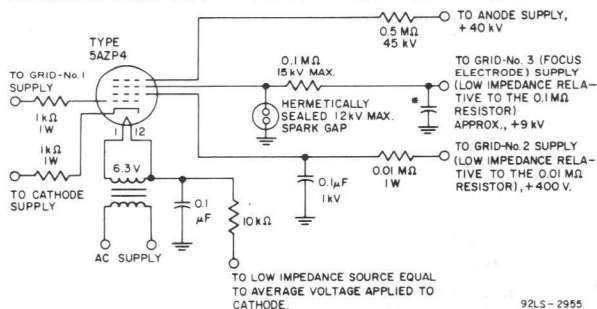 TYPE
5AZP4
0.5 MΩ
45 kV
TO ANODE SUPPLY,
+40 kV
TO GRID-No.1
SUPPLY
0.1 MΩ
15 kV MAX.
TO GRID-No. 3 (FOCUS
ELECTRODE) SUPPLY
(LOW IMPEDANCE RELA-
TIVE TO THE 0.1 MΩ
RESISTOR)
APPROX., +9 kV
*
1kΩ
1W
HERMETICALLY
SEALED 12kV MAX.
SPARK GAP
1 12
1kΩ
1W
6.3 V
TO CATHODE
SUPPLY
0.1
μF
10kΩ
0.1μF
1kV
0.01 MΩ
1W
TO GRID-No.2 SUPPLY
(LOW IMPEDANCE RELA-
TIVE TO THE 0.01 MΩ
RESISTOR), +400 V.
AC SUPPLY
TO LOW IMPEDANCE SOURCE EQUAL
TO AVERAGE VOLTAGE APPLIED TO
CATHODE.
92LS-2955